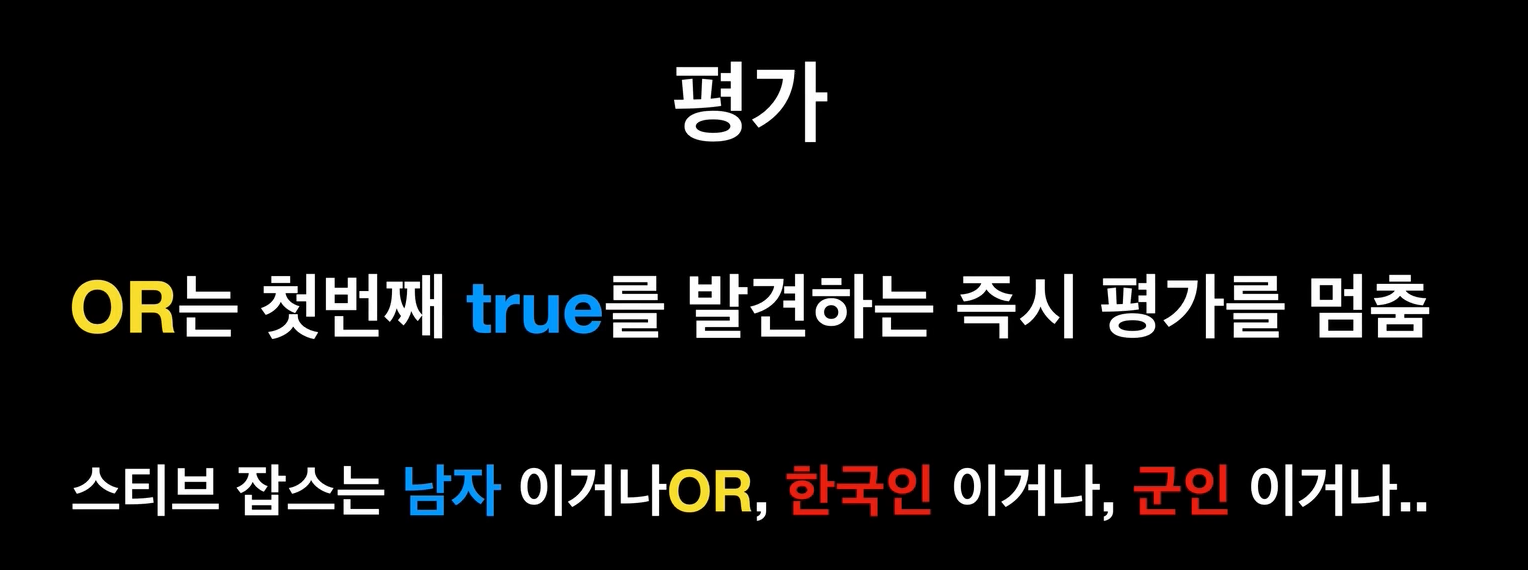 평가
OR는 첫번째 true를 발견하는 즉시 평가를 멈춤
스티브 잡스는 남자 이거나OR, 한국인 이거나, 군인 이거나..